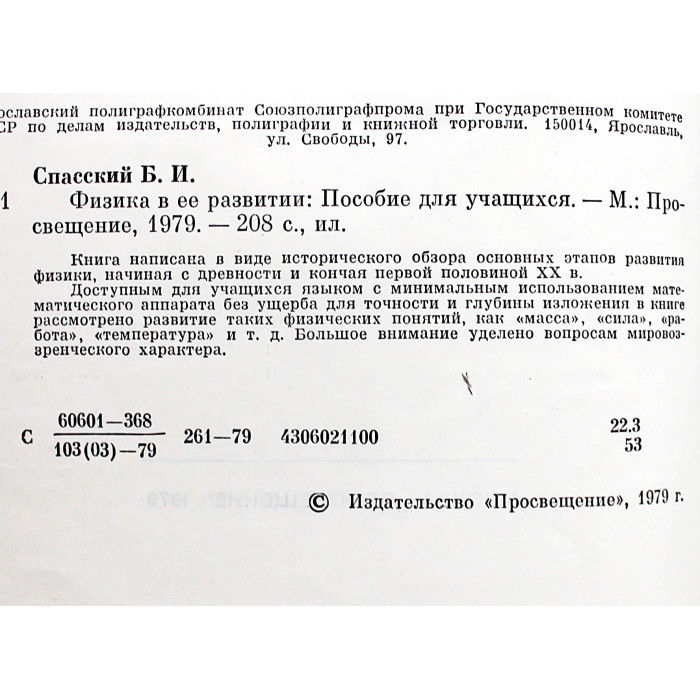 ославский полиграфкомбинат Союзполиграфпрома при Государственном комитете
СР по делам издательств, полиграфии и книжной торговли. 150014, Ярославль,
ул. Свободы, 97.
Спасский Б. И.
1 Физика в ее развитии: Пособие для учащихся. — М.: Про-
свещение, 1979. — 208 с., ил.
Книга написана в виде исторического обзора основных этапов развития
физики, начиная с древности и кончая первой половиной XX в.
Доступным для учащихся языком с минимальным использованием мате-
матического аппарата без ущерба для точности и глубины изложения в книге
рассмотрено развитие таких физических понятий, как «масса», «сила», «ра-
бота», «температура» и т. д. Большое внимание уделено вопросам мировоз-
зренческого характера.
С 60601—368
103(03)—79 261—79 4306021100 22.3
53
© Издательство «Просвещение», 1979 г.